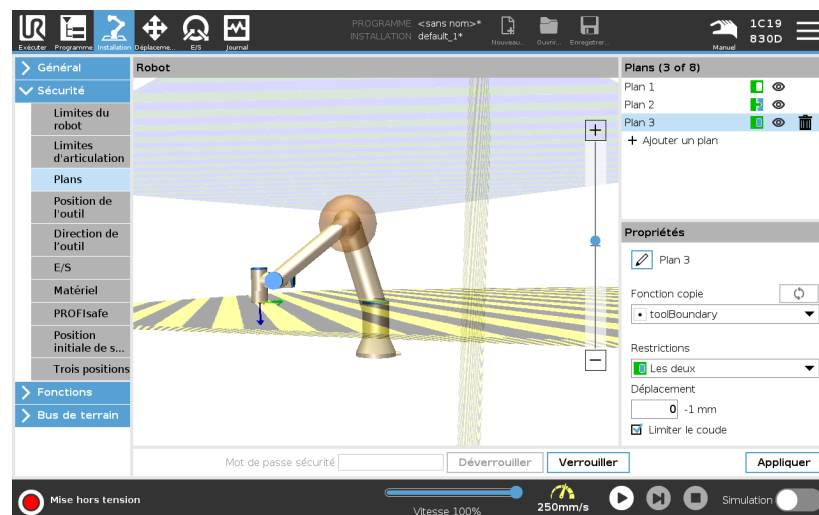 PROGRAMME <sans nom>*
INSTALLATION default_1*
Exécuter
Programme
Installation
Déplaceme...
E/S
Journal
Nouveau...
Ouvrir...
Enregistrer...
Manuel
1C19
830D
Général
Sécurité
Limites du
robot
Limites
d'articulation
Plans
Position de
l'outil
Direction de
l'outil
E/S
Matériel
PROFIsafe
Position
initiale de s...
Trois positions
Fonctions
Bus de terrain
Robot
+
−
Plans (3 of 8)
Plan 1
Plan 2
Plan 3
+ Ajouter un plan
Propriétés
Plan 3
Fonction copie
toolBoundary
Restrictions
Les deux
Déplacement
0 -1 mm
Limiter le coude
Mot de passe sécurité
Déverrouiller
Verrouiller
Appliquer
Mise hors tension
Vitesse 100%
250mm/s
Simulation